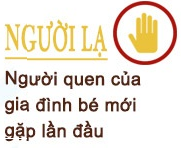 NGƯỜI LẠ
Người quen của
gia đình bé mới
gặp lần đầu